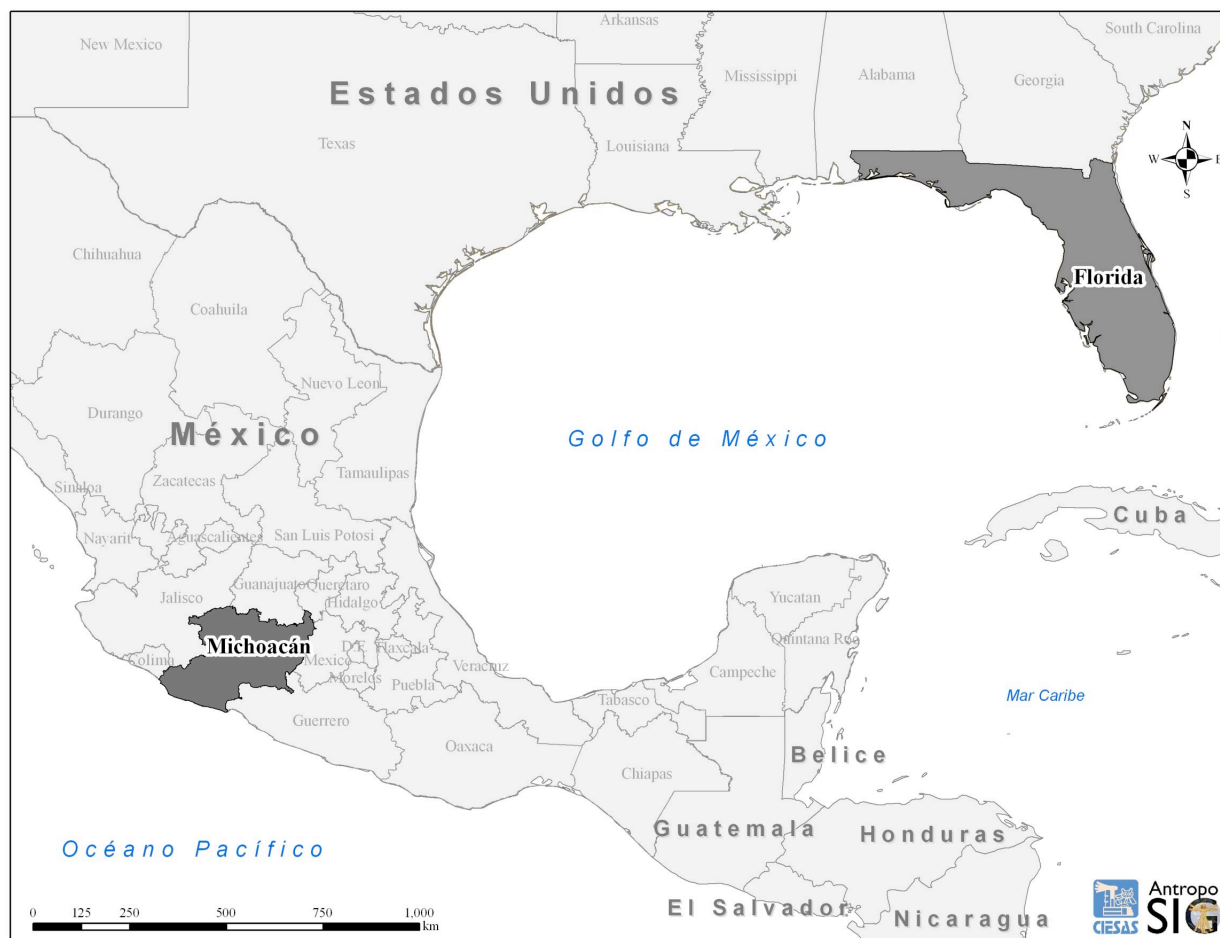 Arkansas
South Carolina
New Mexico
Mississippi
Alabama
Georgia
Estados Unidos
Texas
Louisiana
N
W
E
S
Chihuahua
Florida
Coahuila
Nuevo Leon
Durango
México
Golfo de México
Zacatecas
Tamaulipas
Sinaloa
Cuba
Nayarit
Aguascalientes
San Luis Potosi
Guanajuato
Queretaro
Jalisco
Hidalgo
Yucatan
Michoacán
Quintana Roo
Colima
Mexico
D.F.
Tlaxcala
Veracruz
Campeche
Morelos
Puebla
Tabasco
Mar Caribe
Guerrero
Oaxaca
Belice
Chiapas
Guatemala
Honduras
Océano Pacífico
El Salvador
Nicaragua
0 125 250 500 750 1,000
km
CIESAS
Antropo
SIG